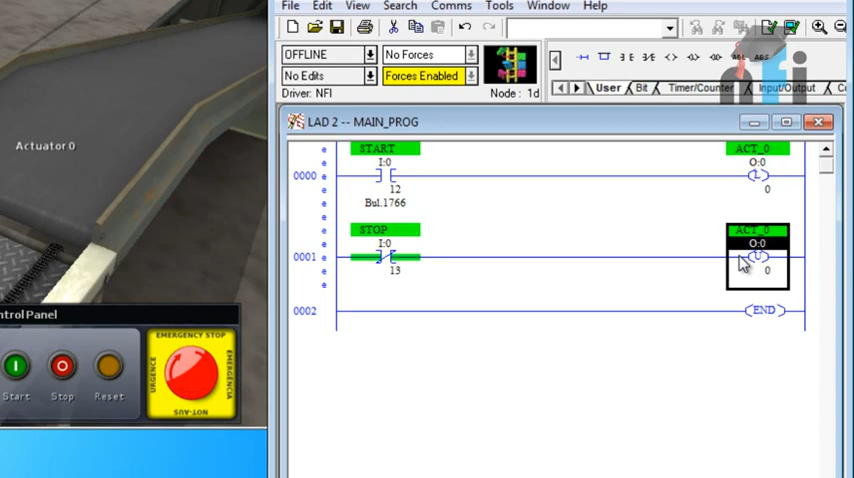 File Edit View Search Comms Tools Window Help
OFFLINE No Forces
No Edits Forces Enabled
Driver: NFI Node: 1d
User Bit Timer/Counter Input/Output
nfi
LAD 2 -- MAIN_PROG
START ACT_0
e I:0 O:0
e
0000 e L
e 12 0
e Bul.1766
e
STOP ACT_0
e I:0 O:0
e
0001 e U
e 13 0
e
0002 END
Actuator 0
ntrol Panel
EMERGENCY STOP
URGENCE
EMERGENCIA
NOT-AUS
Start Stop Reset